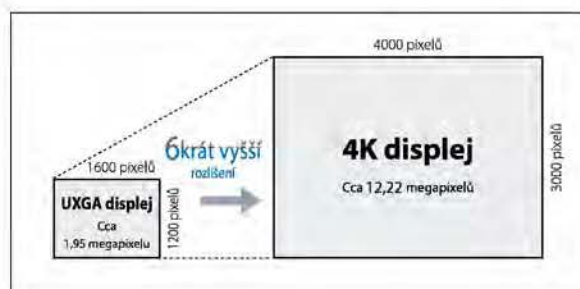 4000 pixelů
6krát vyšší
rozlišení
1600 pixelů
UXGA displej
Cca
1,95 megapixelu
1200 pixelů
4K displej
Cca 12,22 megapixelů
3000 pixelů